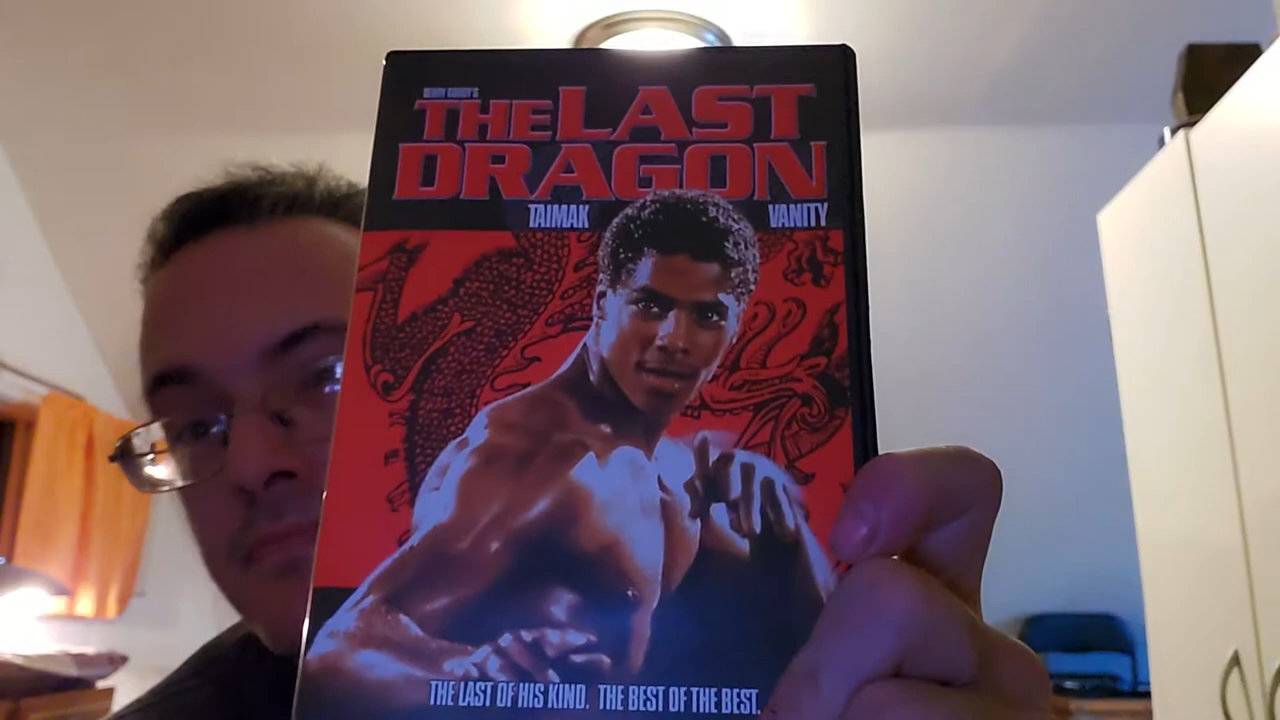 BERRY GORDY'S
THE LAST
DRAGON
TAIMAK VANITY
THE LAST OF HIS KIND. THE BEST OF THE BEST.